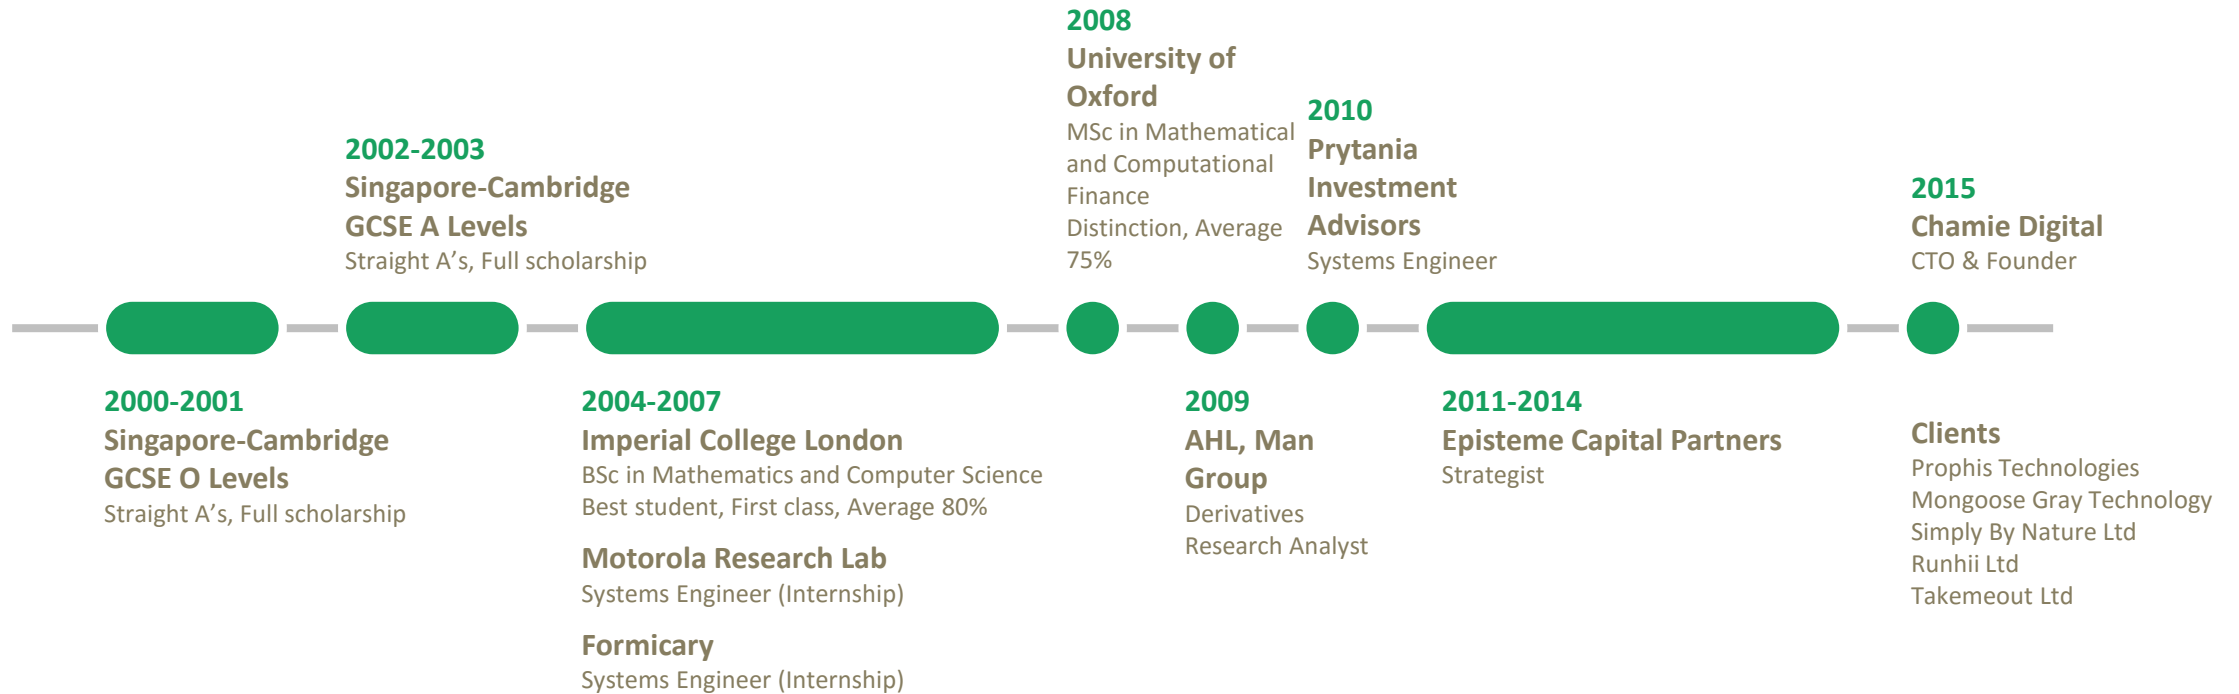 2000-2001
Singapore-Cambridge
GCSE O Levels
Straight A’s, Full scholarship
2002-2003
Singapore-Cambridge
GCSE A Levels
Straight A’s, Full scholarship
2004-2007
Imperial College London
BSc in Mathematics and Computer Science
Best student, First class, Average 80%
Motorola Research Lab
Systems Engineer (Internship)
Formicary
Systems Engineer (Internship)
2008
University of
Oxford
MSc in Mathematical
and Computational
Finance
Distinction, Average
75%
2009
AHL, Man
Group
Derivatives
Research Analyst
2010
Prytania
Investment
Advisors
Systems Engineer
2011-2014
Episteme Capital Partners
Strategist
2015
Chamie Digital
CTO & Founder
Clients
Prophis Technologies
Mongoose Gray Technology
Simply By Nature Ltd
Runhii Ltd
Takemeout Ltd